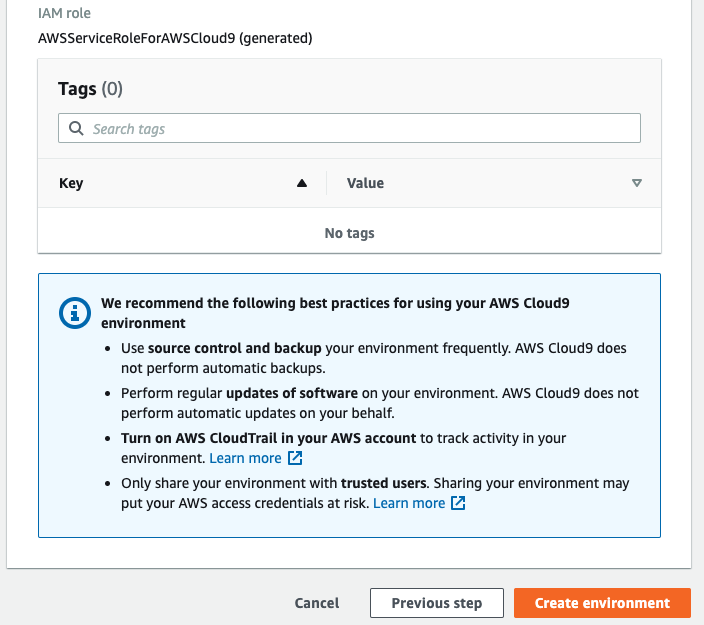 IAM role
AWSServiceRoleForAWSCloud9 (generated)
Tags (0)
Search tags
Key
Value
No tags
We recommend the following best practices for using your AWS Cloud9
environment
• Use source control and backup your environment frequently. AWS Cloud9 does
not perform automatic backups.
• Perform regular updates of software on your environment. AWS Cloud9 does not
perform automatic updates on your behalf.
• Turn on AWS CloudTrail in your AWS account to track activity in your
environment. Learn more
• Only share your environment with trusted users. Sharing your environment may
put your AWS access credentials at risk. Learn more
Cancel
Previous step
Create environment